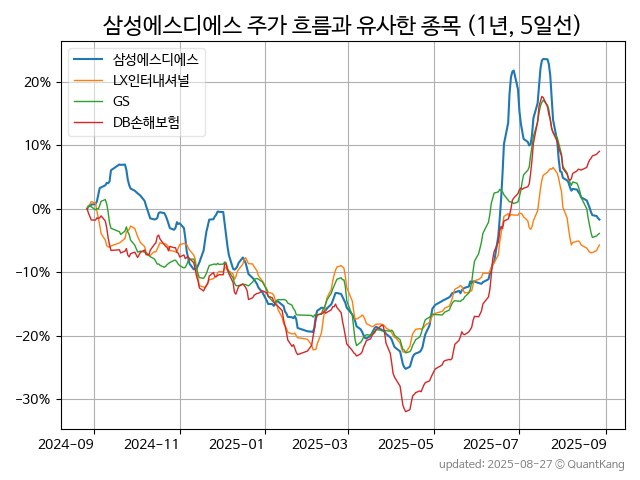 삼성에스디에스 주가 흐름과 유사한 종목 (1년, 5일선)
삼성에스디에스
LX인터내셔널
GS
DB손해보험
20%
10%
0%
−10%
−20%
−30%
2024-09
2024-11
2025-01
2025-03
2025-05
2025-07
2025-09
updated: 2025-08-27 © QuantKang